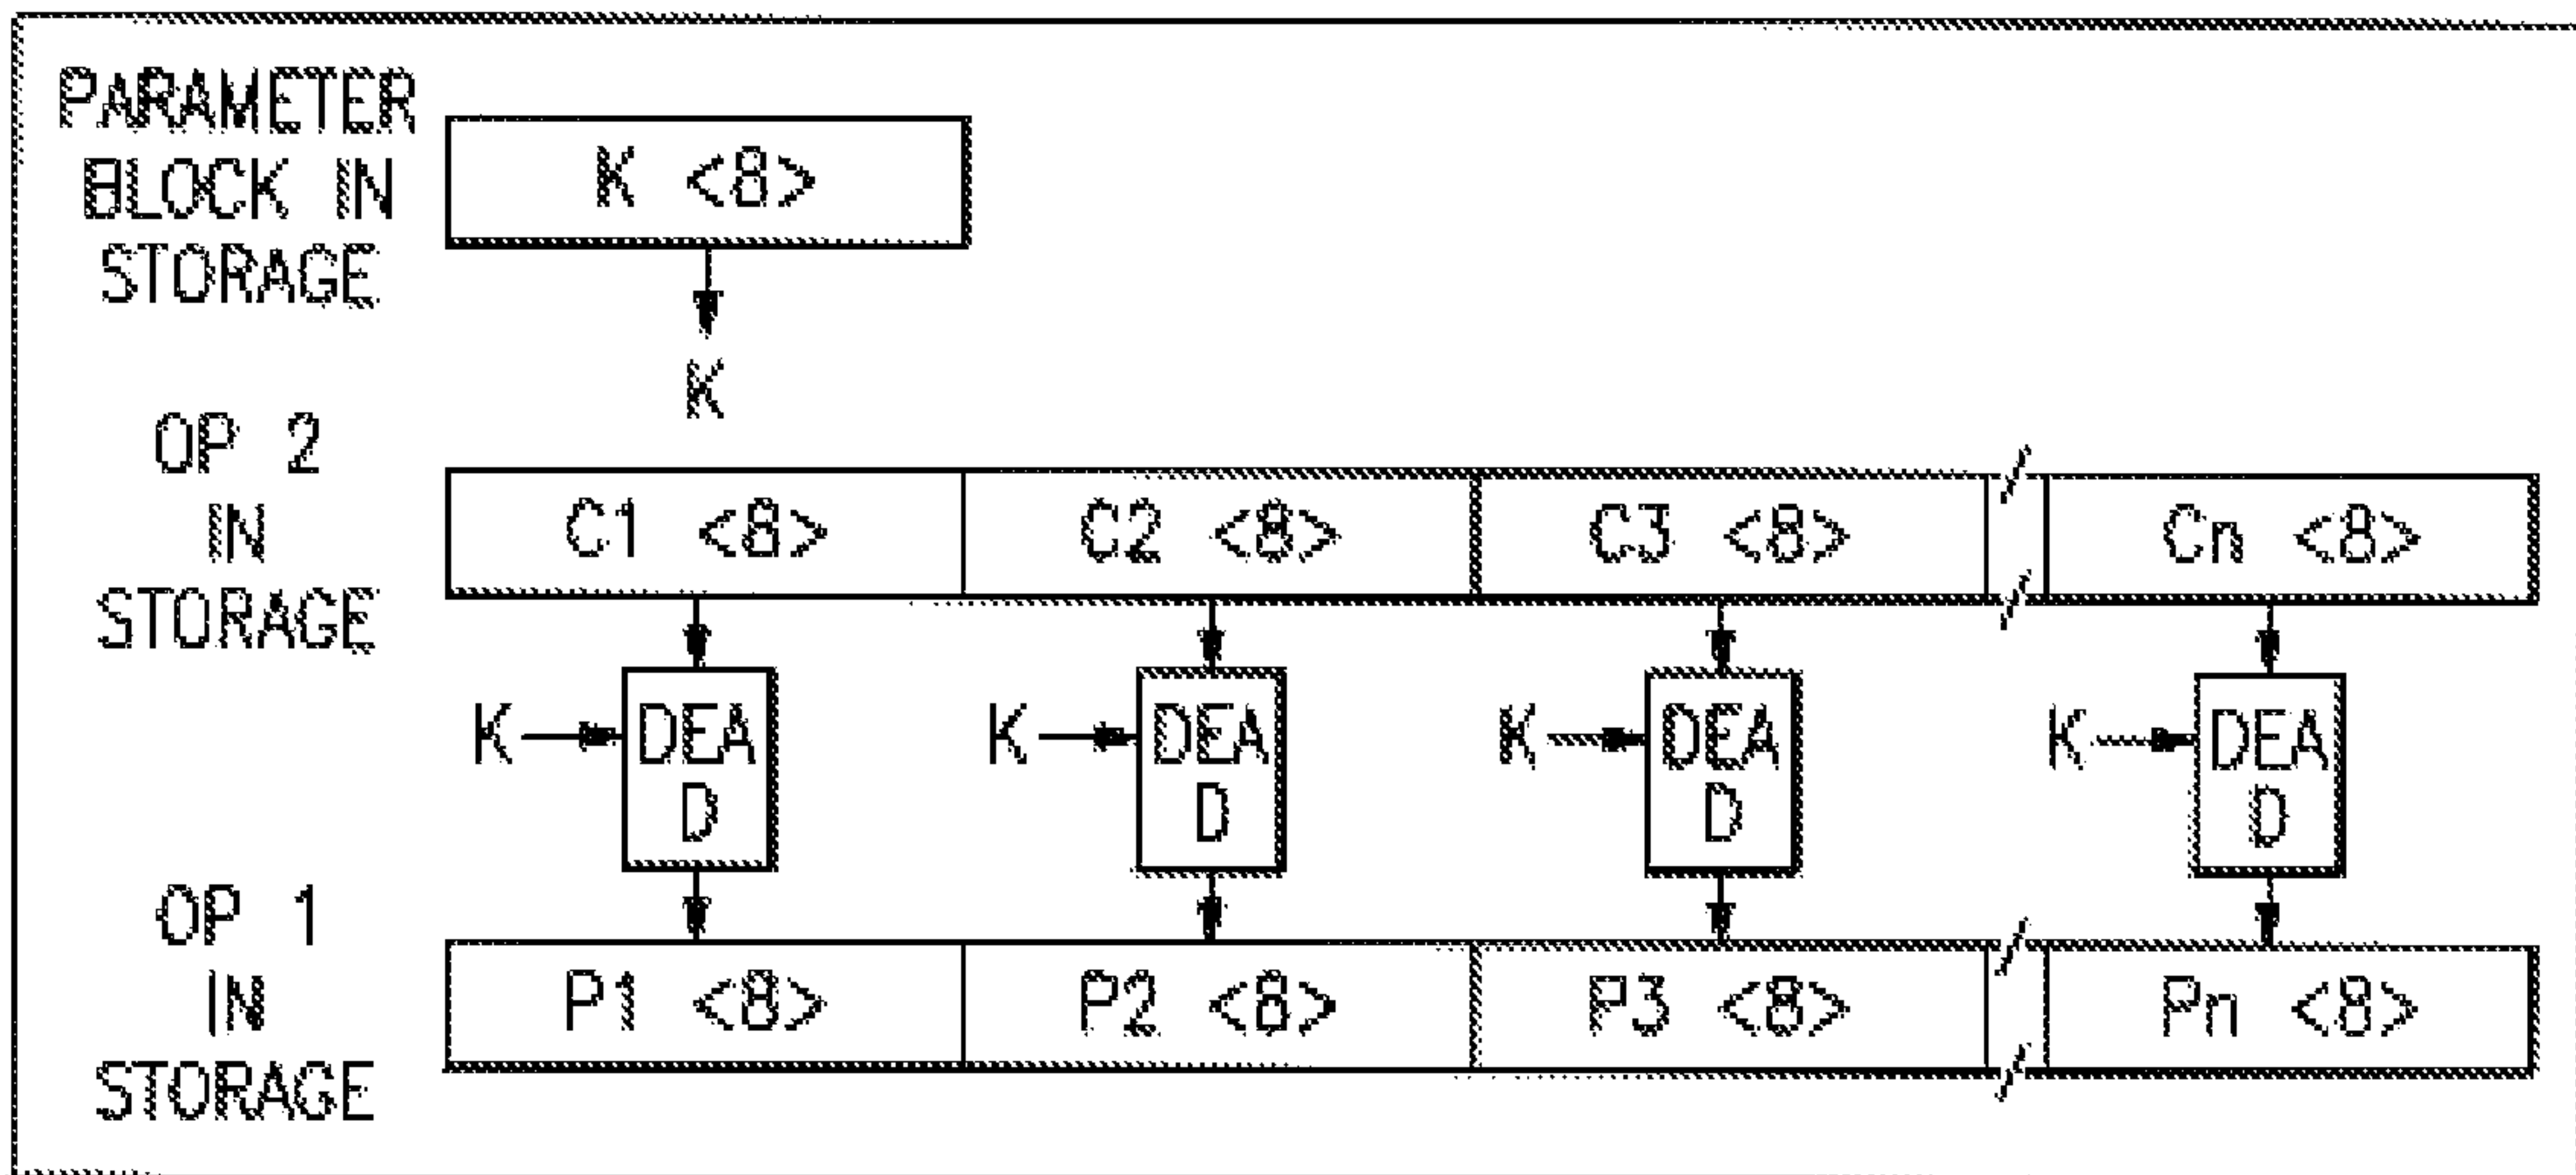 PARAMETER
BLOCK IN
STORAGE
K <8>
K
OP 2
IN
STORAGE
C1 <8> C2 <8> C3 <8> Cn <8>
K DEA K DEA K DEA K DEA
D D D D
OP 1
IN
STORAGE
P1 <8> P2 <8> P3 <8> Pn <8>